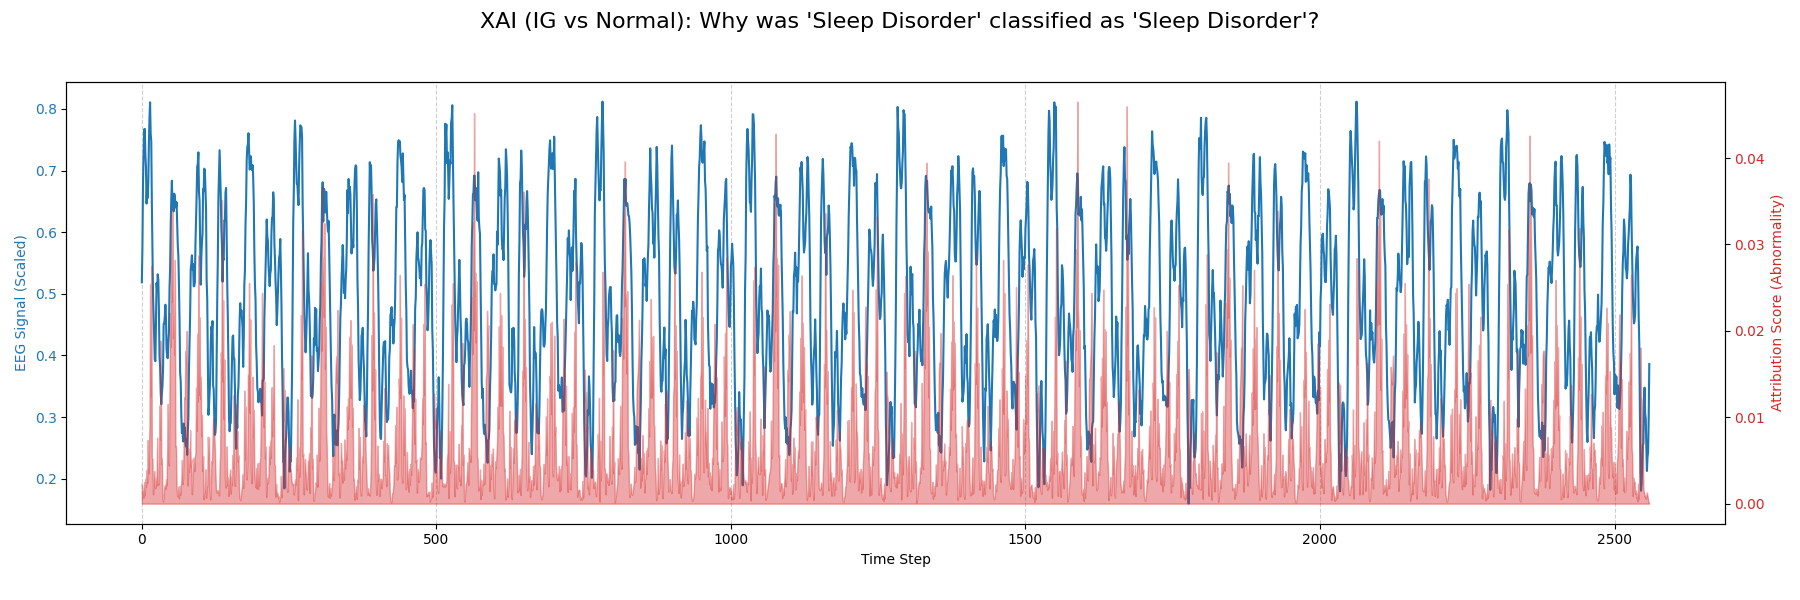 XAI (IG vs Normal): Why was 'Sleep Disorder' classified as 'Sleep Disorder'?
EEG Signal (Scaled)
0.8
0.7
0.6
0.5
0.4
0.3
0.2
0.04
0.03
0.02
0.01
0.00
Attribution Score (Abnormality)
0 500 1000 1500 2000 2500
Time Step